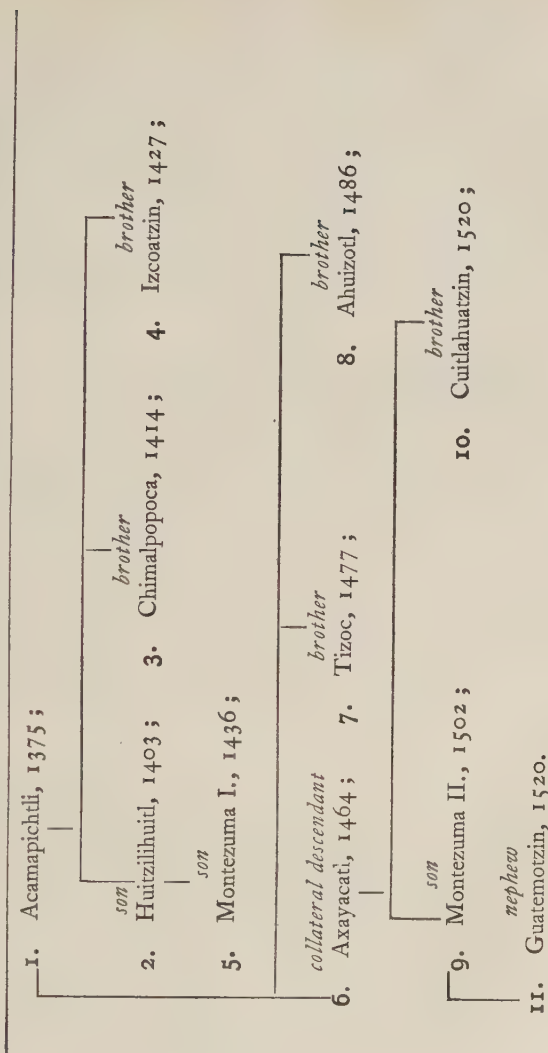 1. Acamapichtli, 1375;
son brother brother
2. Huitzilihuitl, 1403; 3. Chimalpopoca, 1414; 4. Izcoatzin, 1427;
son
5. Montezuma I., 1436;
collateral descendant brother brother
6. Axayacatl, 1464; 7. Tizoc, 1477; 8. Ahuizotl, 1486;
son brother
9. Montezuma II., 1502; 10. Cuitlahuatzin, 1520;
nephew
11. Guatemotzin, 1520.